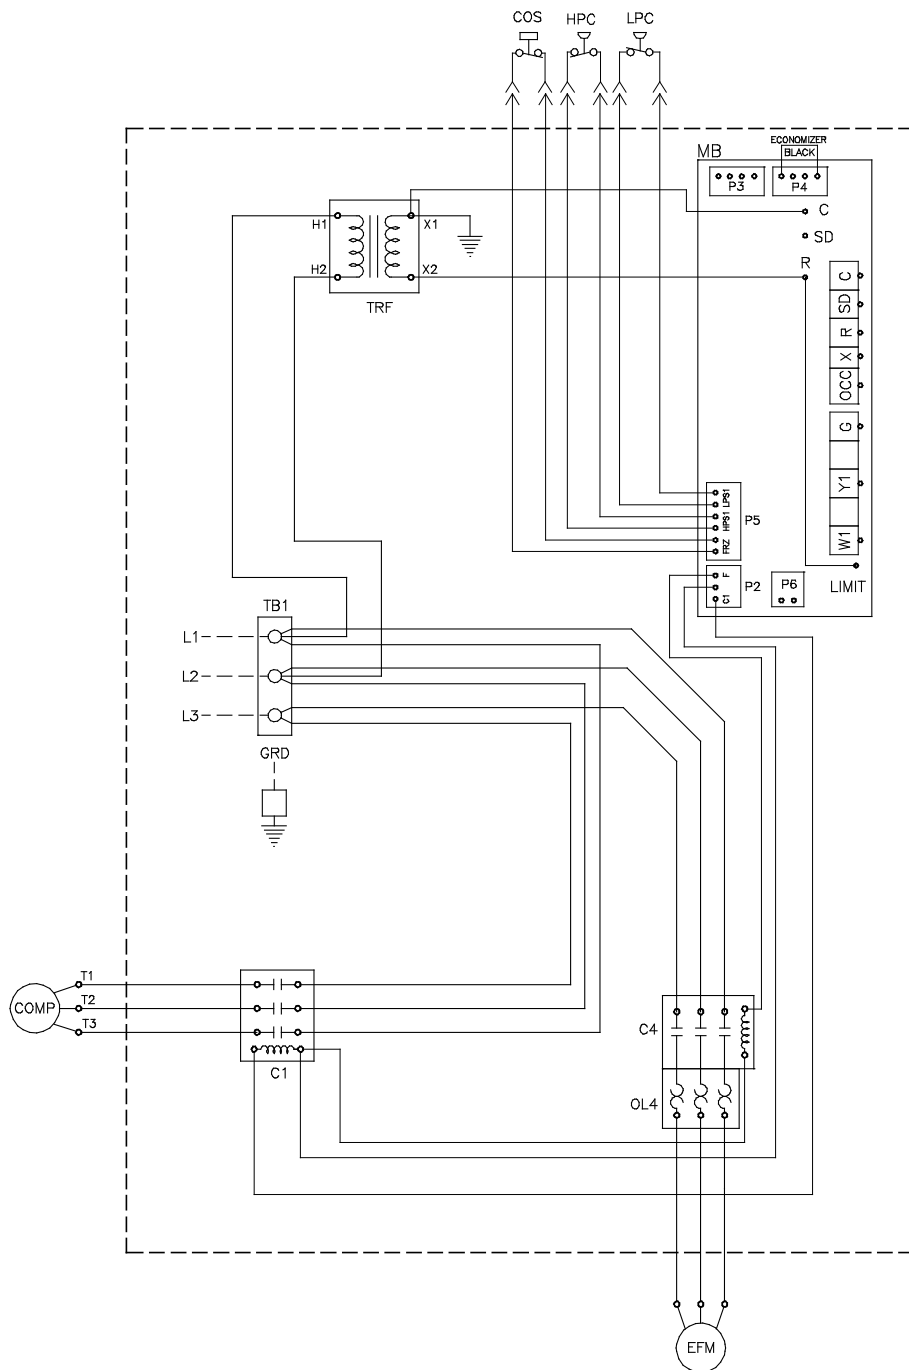 COS HPC LPC
ECONOMIZER
BLACK
MB
P3 P4
C
SD
R
H1 X1
H2 X2
TRF
C
SD
R
X
OCC
G
Y1
W1
LPS1
HPS1
FRZ
P5
F
C1
P2
P6
LIMIT
TB1
L1
L2
L3
GRD
T1
COMP T2
T3
C1
C4
OL4
EFM